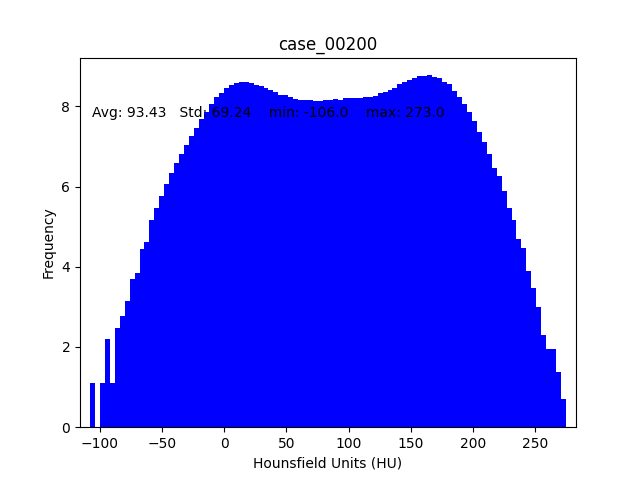 case_00200
Avg: 93.43 Std: 69.24 min: -106.0 max: 273.0
Frequency
8
6
4
2
0
−100 −50 0 50 100 150 200 250
Hounsfield Units (HU)